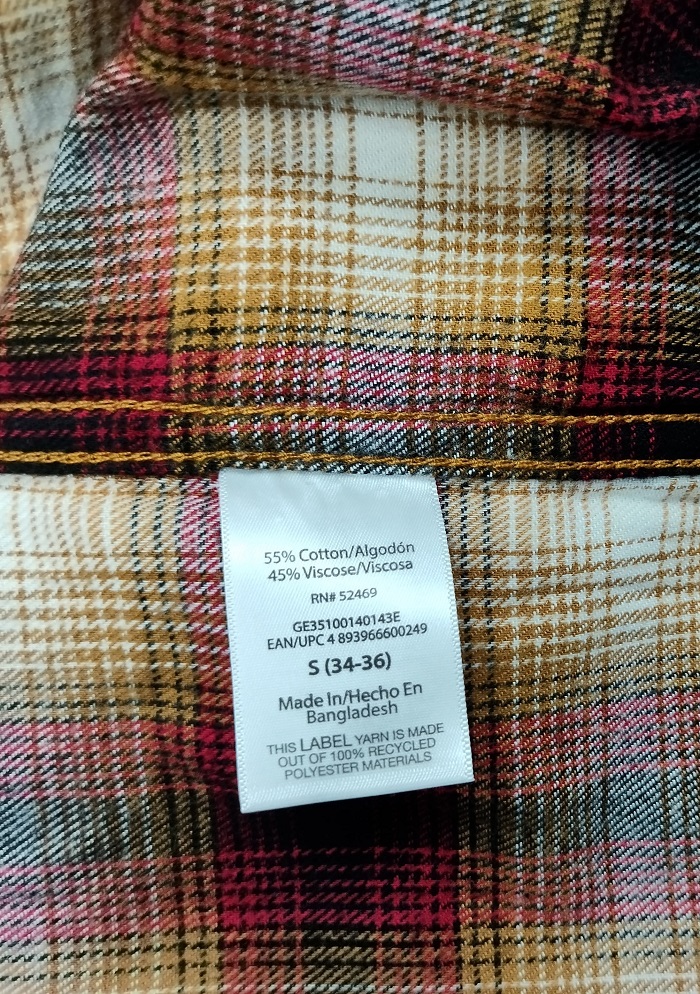 55% Cotton/Algodón
45% Viscose/Viscosa
RN# 52469
GE35100140143E
EAN/UPC 4 893966600249
S (34-36)
Made In/Hecho En
Bangladesh
THIS LABEL YARN IS MADE
OUT OF 100% RECYCLED
POLYESTER MATERIALS